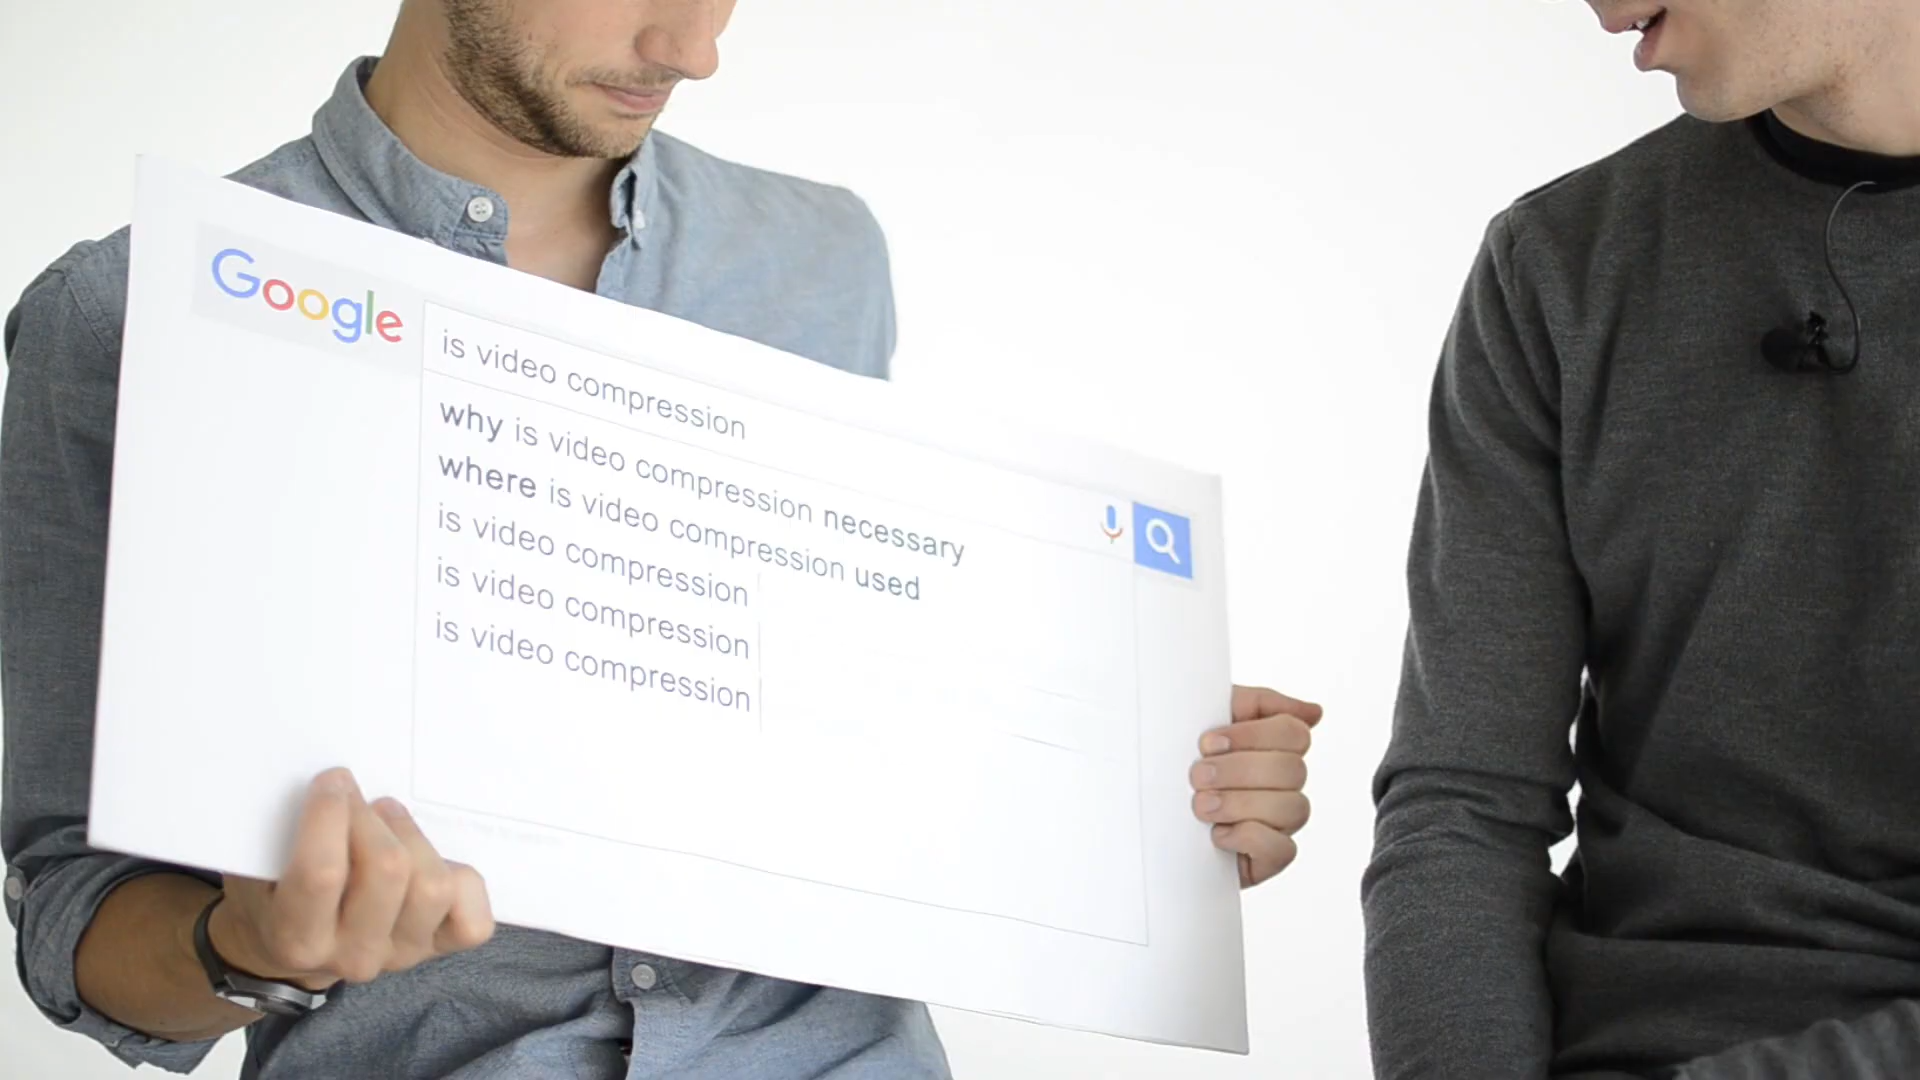 Google
is video compression
why is video compression necessary
where is video compression used
is video compression
is video compression
is video compression